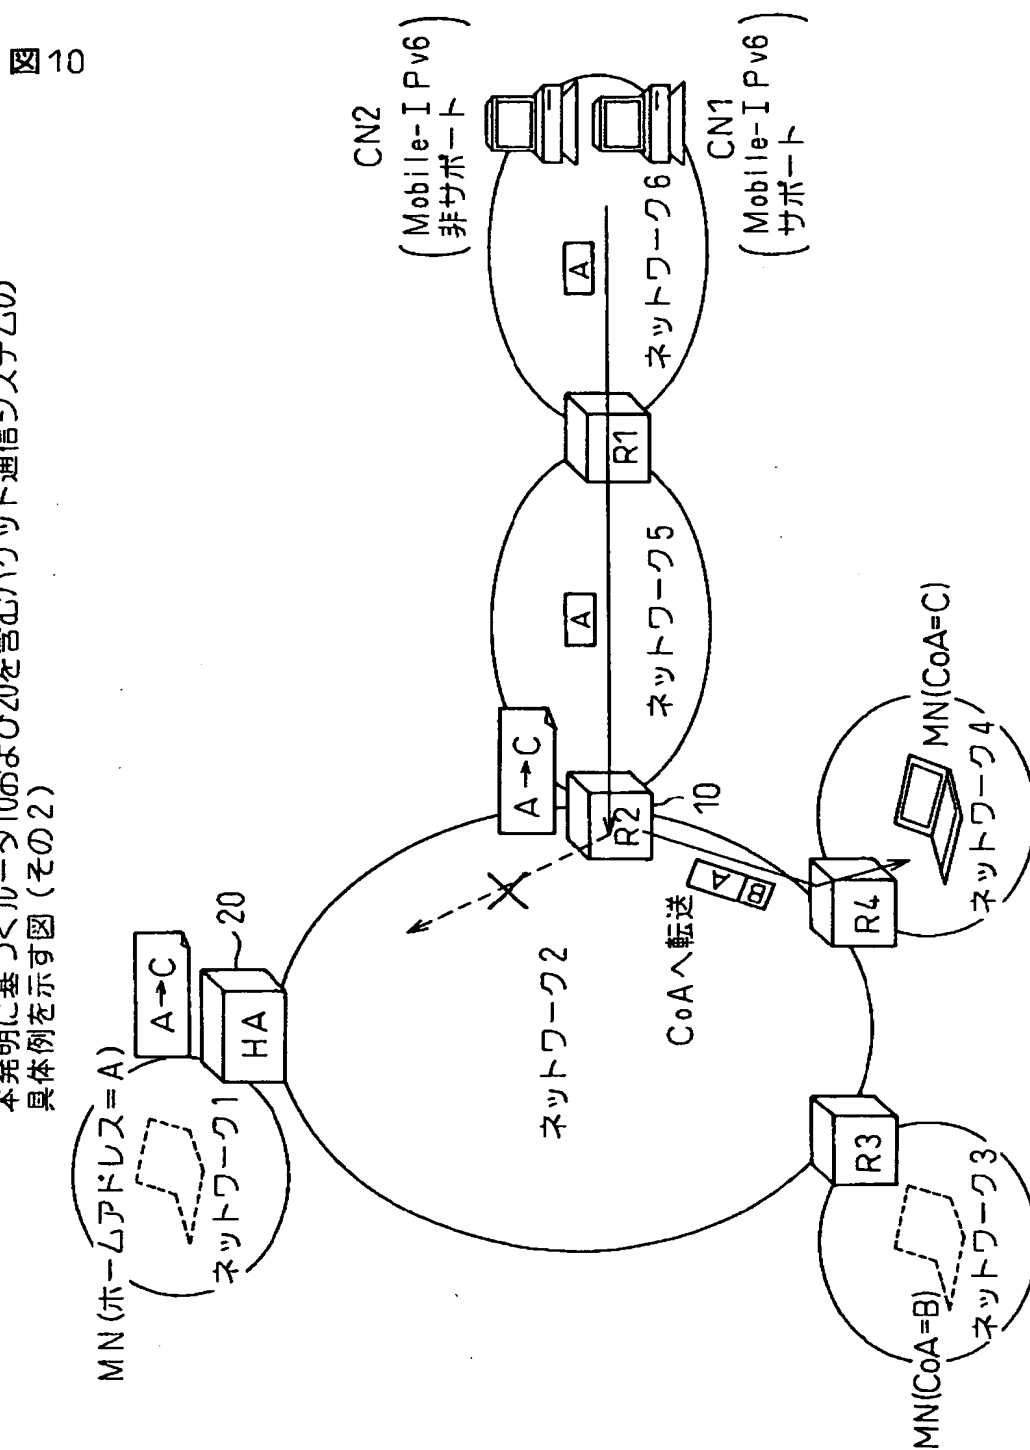 図10
本発明に基づくルータ10および20を含むパケット通信システムの
具体例を示す図 (その2)
MN(ホームアドレス=A)
ネットワーク1
A→C
20
HA
ネットワーク2
A→C
R2
10
CoAへ転送
B
A
MN(CoA=B)
ネットワーク3
R3
R4
ネットワーク4
MN(CoA=C)
A
ネットワーク5
R1
A
ネットワーク6
CN2
(Mobile-IPv6
非サポート)
CN1
(Mobile-IPv6
サポート)